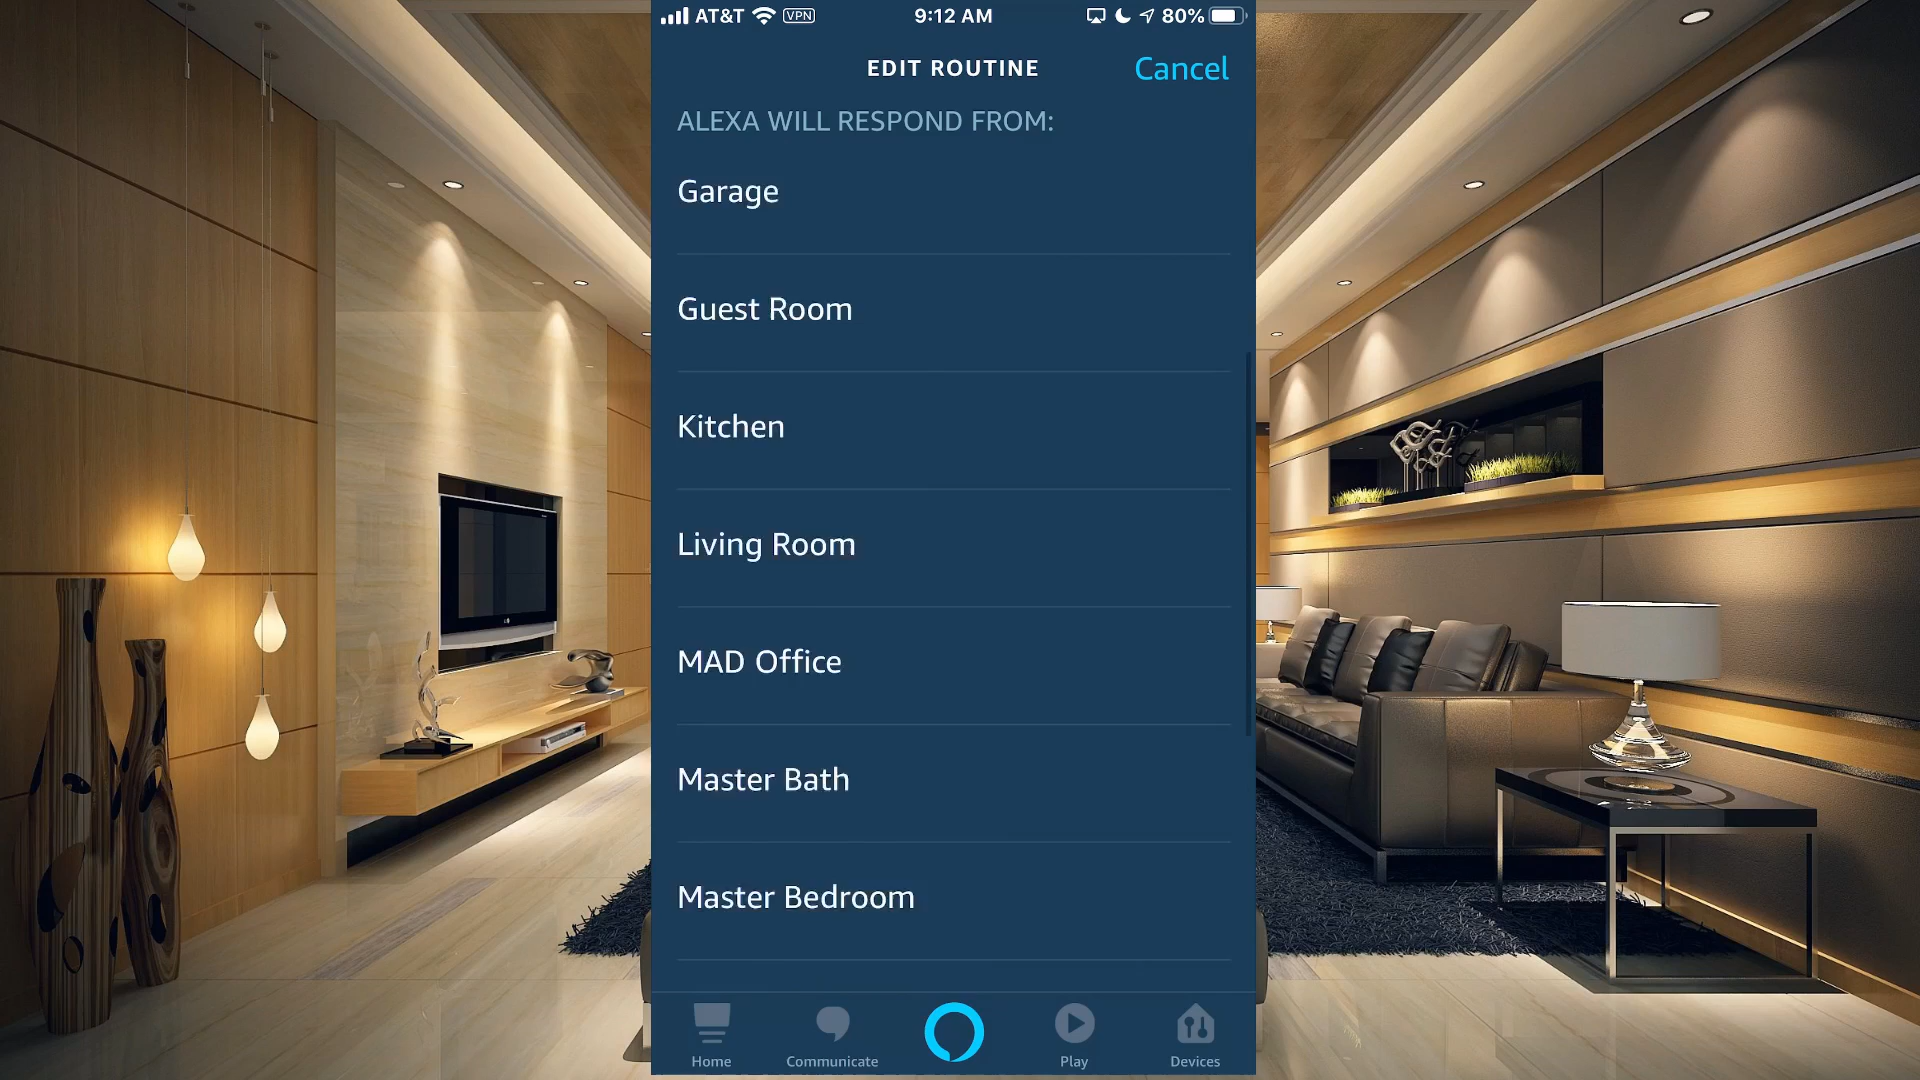 AT&T VPN 9:12 AM 80%
EDIT ROUTINE Cancel
ALEXA WILL RESPOND FROM:
Garage
Guest Room
Kitchen
Living Room
MAD Office
Master Bath
Master Bedroom
Home Communicate Play Devices